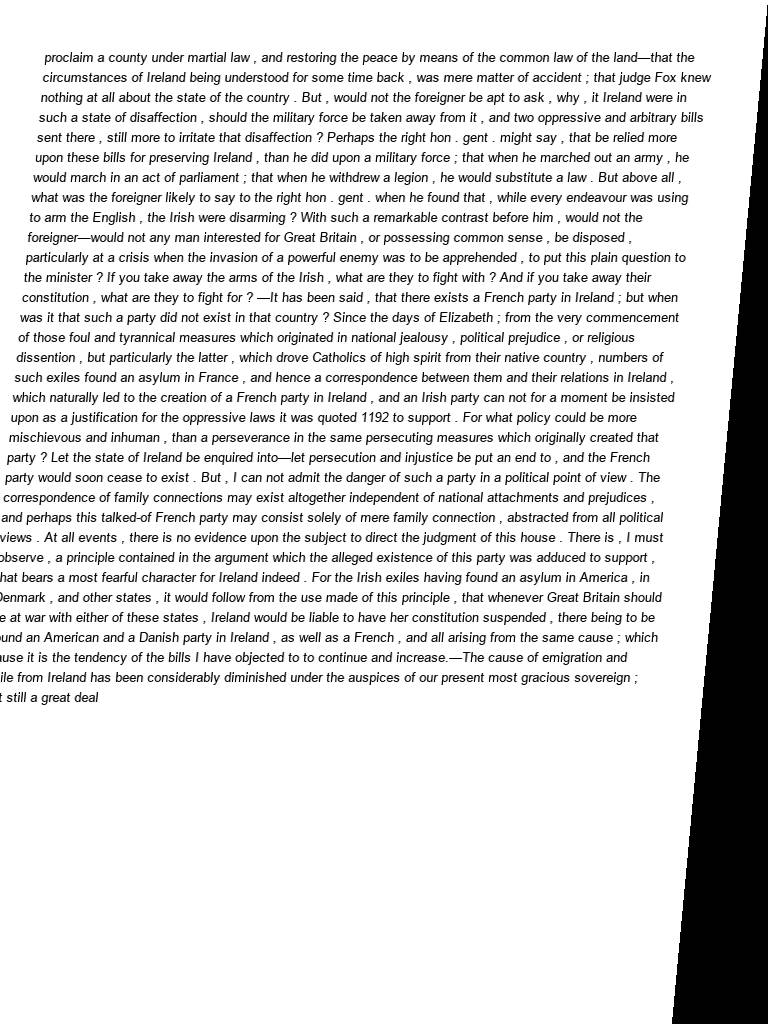 proclaim a county under martial law , and restoring the peace by means of the common law of the land—that the
circumstances of Ireland being understood for some time back , was mere matter of accident ; that judge Fox knew
nothing at all about the state of the country . But , would not the foreigner be apt to ask , why , it Ireland were in
such a state of disaffection , should the military force be taken away from it , and two oppressive and arbitrary bills
sent there , still more to irritate that disaffection ? Perhaps the right hon . gent . might say , that be relied more
upon these bills for preserving Ireland , than he did upon a military force ; that when he marched out an army , he
would march in an act of parliament ; that when he withdrew a legion , he would substitute a law . But above all ,
what was the foreigner likely to say to the right hon . gent . when he found that , while every endeavour was using
to arm the English , the Irish were disarming ? With such a remarkable contrast before him , would not the
foreigner—would not any man interested for Great Britain , or possessing common sense , be disposed ,
particularly at a crisis when the invasion of a powerful enemy was to be apprehended , to put this plain question to
the minister ? If you take away the arms of the Irish , what are they to fight with ? And if you take away their
constitution , what are they to fight for ? —It has been said , that there exists a French party in Ireland ; but when
was it that such a party did not exist in that country ? Since the days of Elizabeth ; from the very commencement
of those foul and tyrannical measures which originated in national jealousy , political prejudice , or religious
dissention , but particularly the latter , which drove Catholics of high spirit from their native country , numbers of
such exiles found an asylum in France , and hence a correspondence between them and their relations in Ireland ,
which naturally led to the creation of a French party in Ireland , and an Irish party can not for a moment be insisted
upon as a justification for the oppressive laws it was quoted 1192 to support . For what policy could be more
mischievous and inhuman , than a perseverance in the same persecuting measures which originally created that
party ? Let the state of Ireland be enquired into—let persecution and injustice be put an end to , and the French
party would soon cease to exist . But , I can not admit the danger of such a party in a political point of view . The
correspondence of family connections may exist altogether independent of national attachments and prejudices ,
and perhaps this talked-of French party may consist solely of mere family connection , abstracted from all political
views . At all events , there is no evidence upon the subject to direct the judgment of this house . There is , I must
observe , a principle contained in the argument which the alleged existence of this party was adduced to support ,
that bears a most fearful character for Ireland indeed . For the Irish exiles having found an asylum in America , in
Denmark , and other states , it would follow from the use made of this principle , that whenever Great Britain should
at war with either of these states , Ireland would be liable to have her constitution suspended , there being to be
an American and a Danish party in Ireland , as well as a French , and all arising from the same cause ; which
it is the tendency of the bills I have objected to to continue and increase.—The cause of emigration and
from Ireland has been considerably diminished under the auspices of our present most gracious sovereign ;
still a great deal